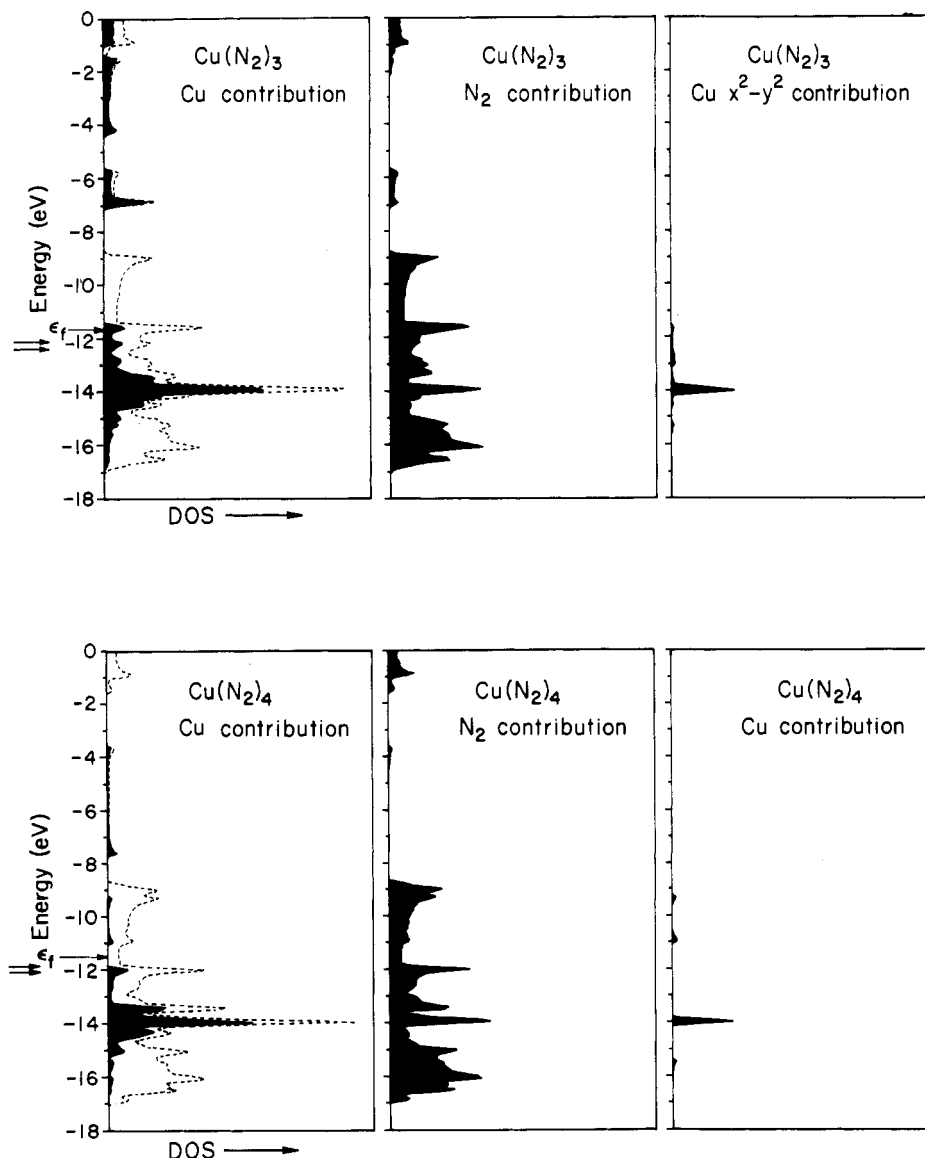 0
-2
-4
-6
-8
-10
-12
-14
-16
-18
Energy (eV)
εf
DOS
Cu(N2)3
Cu contribution
Cu(N2)3
N2 contribution
Cu(N2)3
Cu x²-y² contribution
0
-2
-4
-6
-8
-10
-12
-14
-16
-18
Energy (eV)
εf
DOS
Cu(N2)4
Cu contribution
Cu(N2)4
N2 contribution
Cu(N2)4
Cu contribution